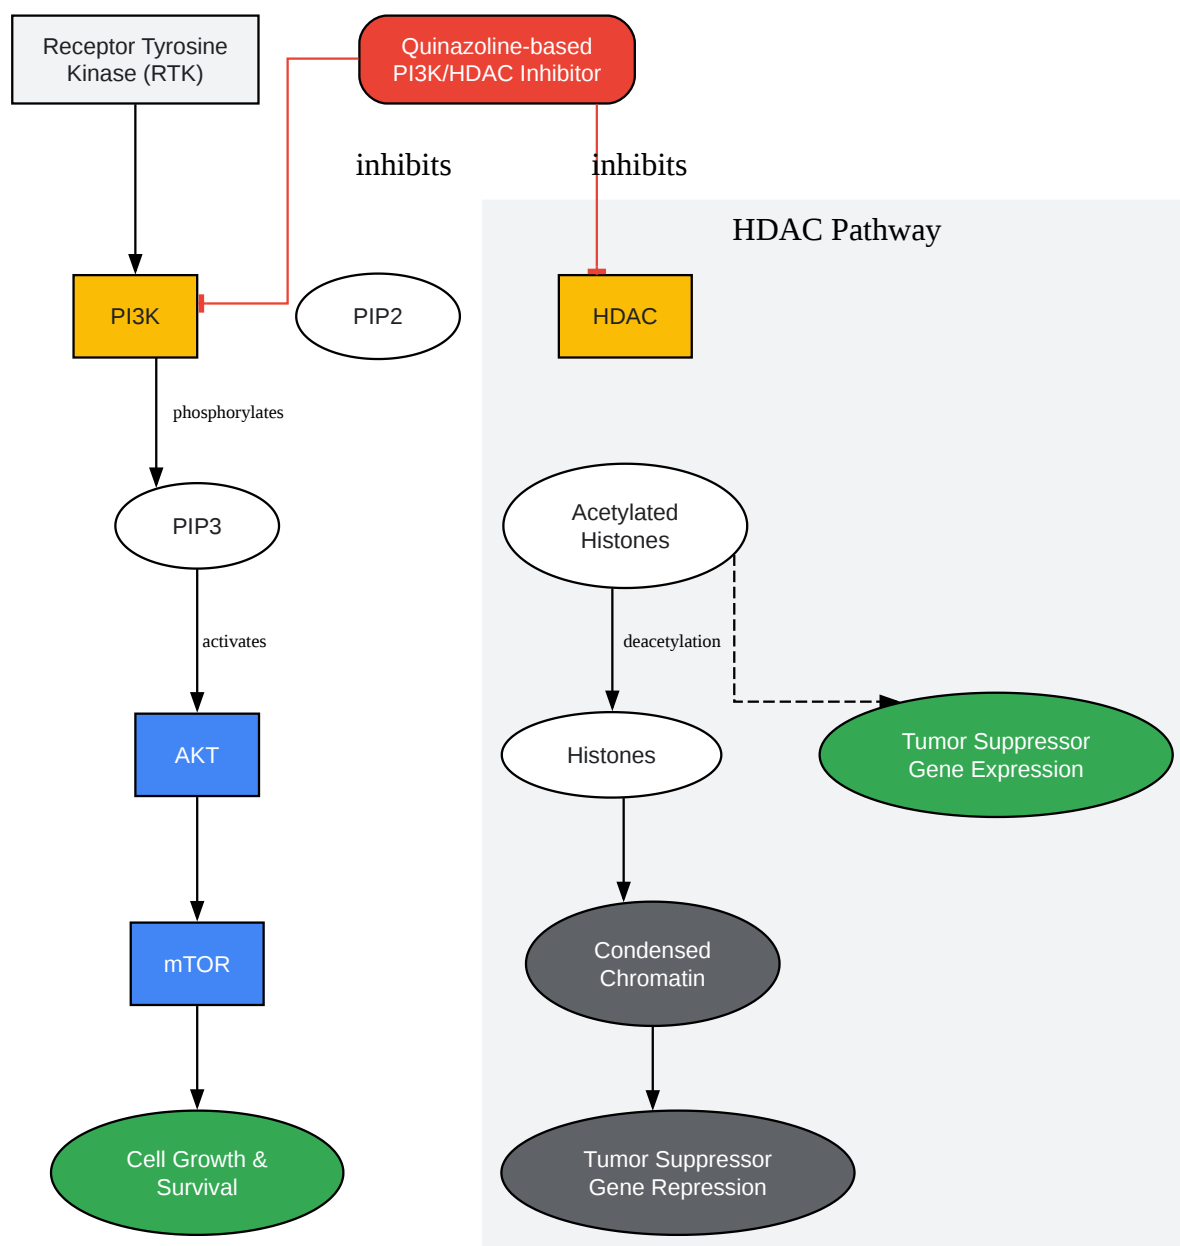 Receptor Tyrosine
Kinase (RTK)
Quinazoline-based
PI3K/HDAC Inhibitor
inhibits
inhibits
HDAC Pathway
PI3K
PIP2
HDAC
phosphorylates
PIP3
Acetylated
Histones
activates
deacetylation
AKT
Histones
Tumor Suppressor
Gene Expression
mTOR
Condensed
Chromatin
Cell Growth &
Survival
Tumor Suppressor
Gene Repression